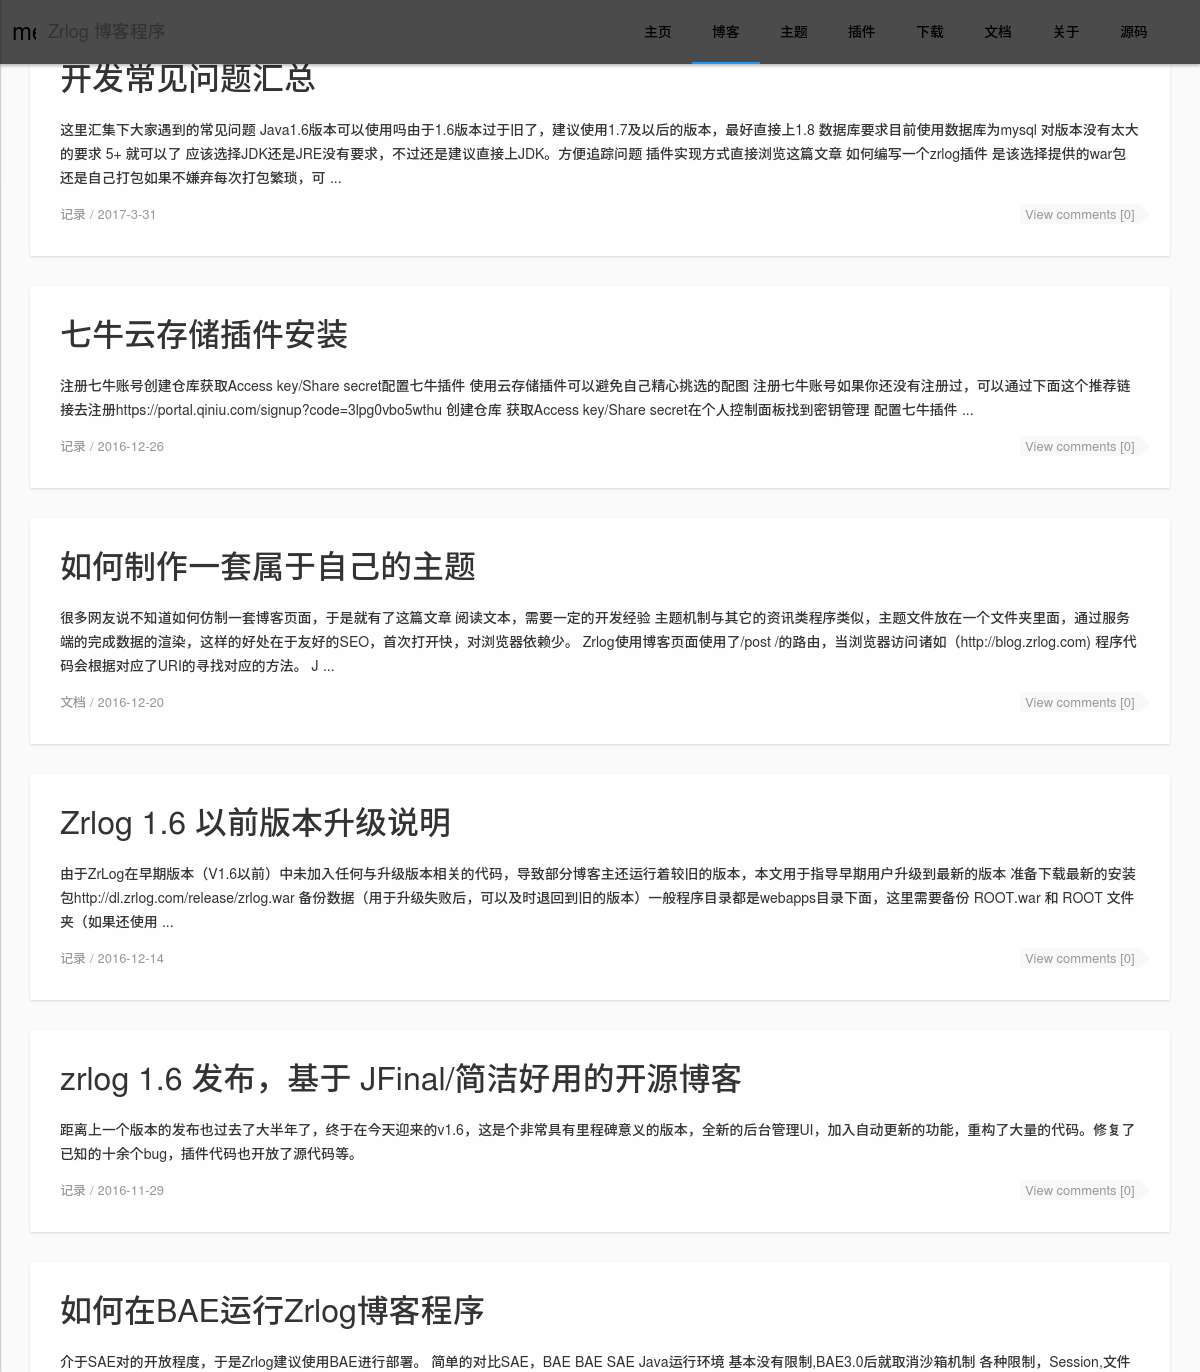 Zrlog 博客程序 主页 博客 主题 插件 下载 文档 关于 源码
开发常见问题汇总
这里汇集下大家遇到的常见问题 Java1.6版本可以使用吗由于1.6版本过于旧了，建议使用1.7及以后的版本，最好直接上1.8 数据库要求目前使用数据库为mysql 对版本没有太大
的要求 5+ 就可以了 应该选择JDK还是JRE没有要求，不过还是建议直接上JDK。方便追踪问题 插件实现方式直接浏览这篇文章 如何编写一个zrlog插件 是该选择提供的war包
还是自己打包如果不嫌弃每次打包繁琐，可 ...
记录 / 2017-3-31 View comments [0]
七牛云存储插件安装
注册七牛账号创建仓库获取Access key/Share secret配置七牛插件 使用云存储插件可以避免自己精心挑选的配图 注册七牛账号如果你还没有注册过，可以通过下面这个推荐链
接去注册https://portal.qiniu.com/signup?code=3lpg0vbo5wthu 创建仓库 获取Access key/Share secret在个人控制面板找到密钥管理 配置七牛插件 ...
记录 / 2016-12-26 View comments [0]
如何制作一套属于自己的主题
很多网友说不知道如何仿制一套博客页面，于是就有了这篇文章 阅读文本，需要一定的开发经验 主题机制与其它的资讯类程序类似，主题文件放在一个文件夹里面，通过服务
端的完成数据的渲染，这样的好处在于友好的SEO，首次打开快，对浏览器依赖少。 Zrlog使用博客页面使用了/post /的路由，当浏览器访问诸如（http://blog.zrlog.com) 程序代
码会根据对应了URI的寻找对应的方法。 J ...
文档 / 2016-12-20 View comments [0]
Zrlog 1.6 以前版本升级说明
由于ZrLog在早期版本（V1.6以前）中未加入任何与升级版本相关的代码，导致部分博客主还运行着较旧的版本，本文用于指导早期用户升级到最新的版本 准备下载最新的安装
包http://dl.zrlog.com/release/zrlog.war 备份数据（用于升级失败后，可以及时退回到旧的版本）一般程序目录都是webapps目录下面，这里需要备份 ROOT.war 和 ROOT 文件
夹（如果还使用 ...
记录 / 2016-12-14 View comments [0]
zrlog 1.6 发布，基于 JFinal/简洁好用的开源博客
距离上一个版本的发布也过去了大半年了，终于在今天迎来的v1.6，这是个非常具有里程碑意义的版本，全新的后台管理UI，加入自动更新的功能，重构了大量的代码。修复了
已知的十余个bug，插件代码也开放了源代码等。
记录 / 2016-11-29 View comments [0]
如何在BAE运行Zrlog博客程序
介于SAE对的开放程度，于是Zrlog建议使用BAE进行部署。 简单的对比SAE，BAE BAE SAE Java运行环境 基本没有限制,BAE3.0后就取消沙箱机制 各种限制，Session,文件